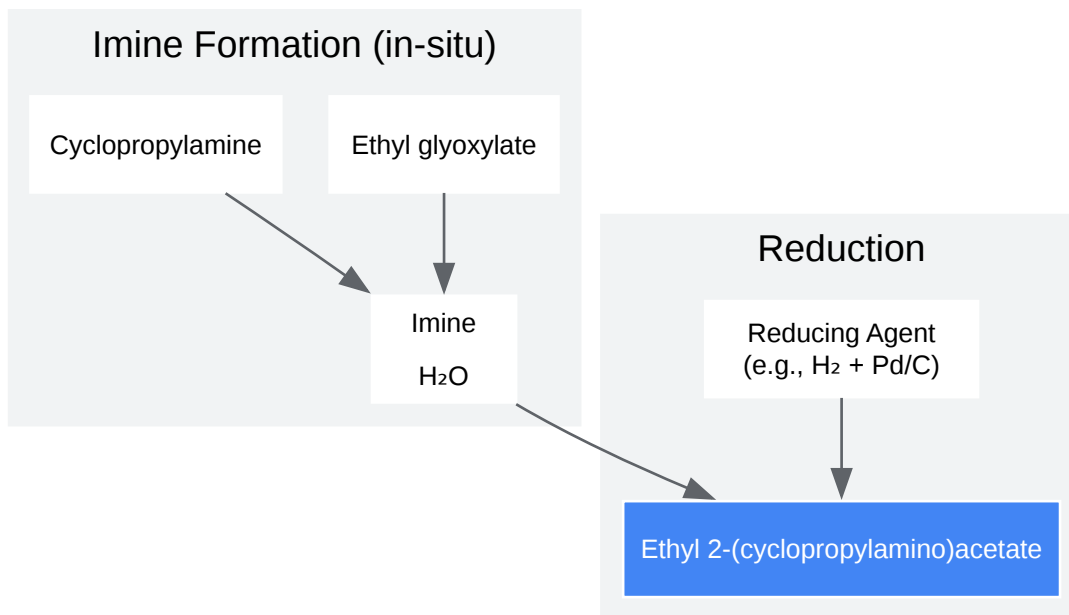 Imine Formation (in-situ)
Cyclopropylamine
Ethyl glyoxylate
Imine
H₂O
Reduction
Reducing Agent
(e.g., H₂ + Pd/C)
Ethyl 2-(cyclopropylamino)acetate